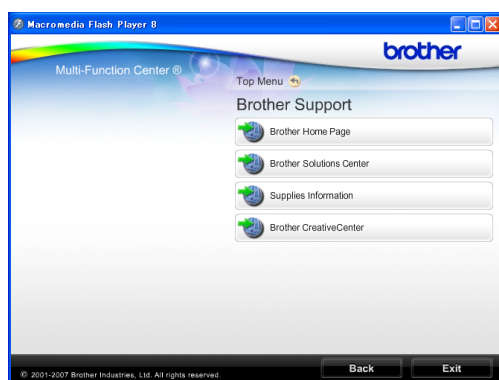 Macromedia Flash Player 8
brother
Multi-Function Center ®
Top Menu
Brother Support
Brother Home Page
Brother Solutions Center
Supplies Information
Brother CreativeCenter
© 2001-2007 Brother Industries, Ltd. All rights reserved.
Back
Exit